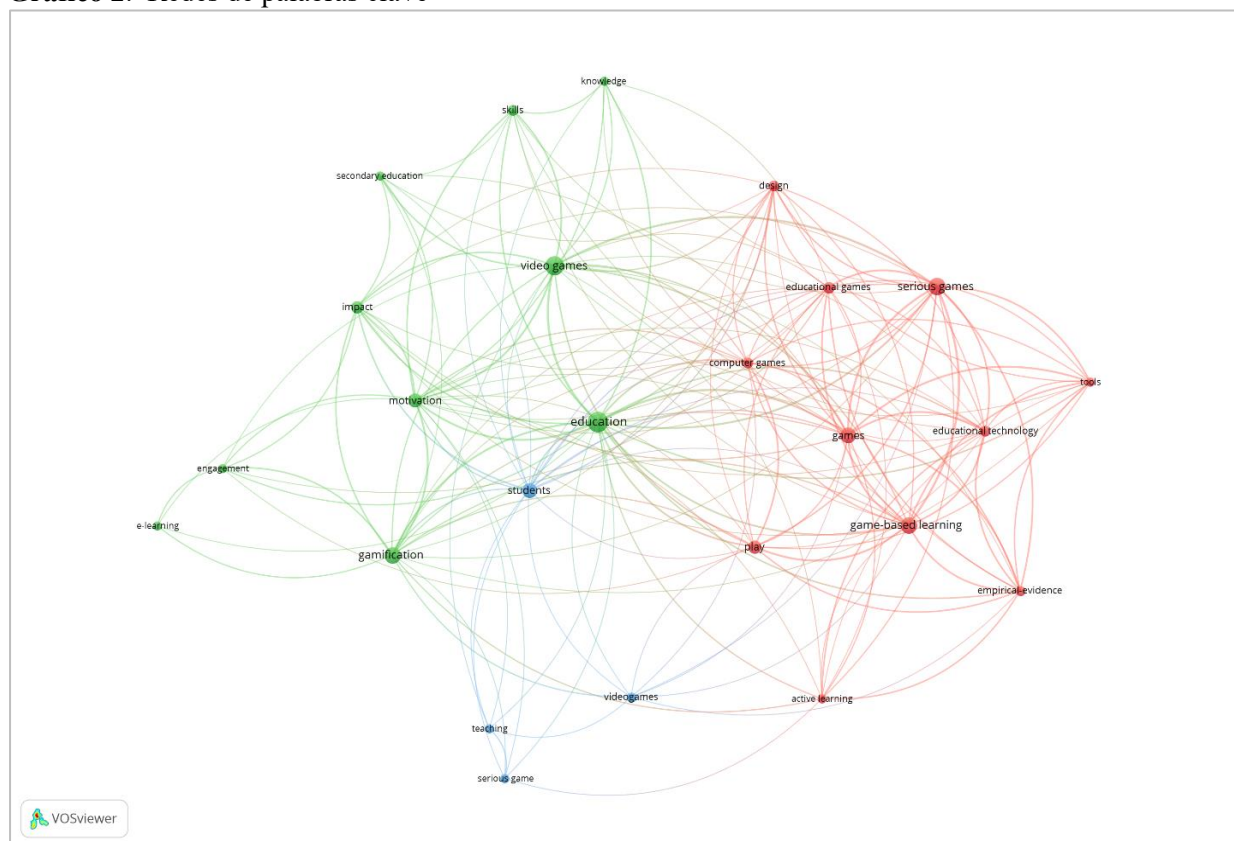 Gráfico 2. Redes de palabras clave
knowledge
skills
secondary education
design
video games
educational games
serious games
impact
computer games
tools
motivation
education
games
educational technology
engagement
students
e-learning
game-based learning
gamification
play
empirical-evidence
videogames
active learning
teaching
serious game
VOSviewer